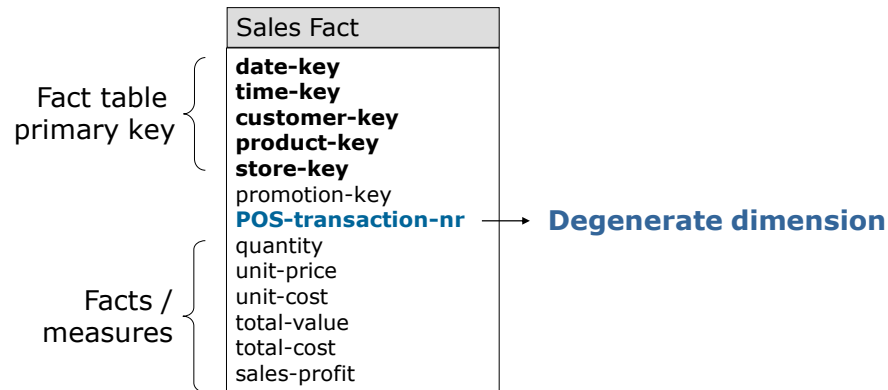 Sales Fact
date-key
time-key
customer-key
product-key
store-key
promotion-key
POS-transaction-nr
quantity
unit-price
unit-cost
total-value
total-cost
sales-profit
Fact table
primary key
Facts /
measures
Degenerate dimension